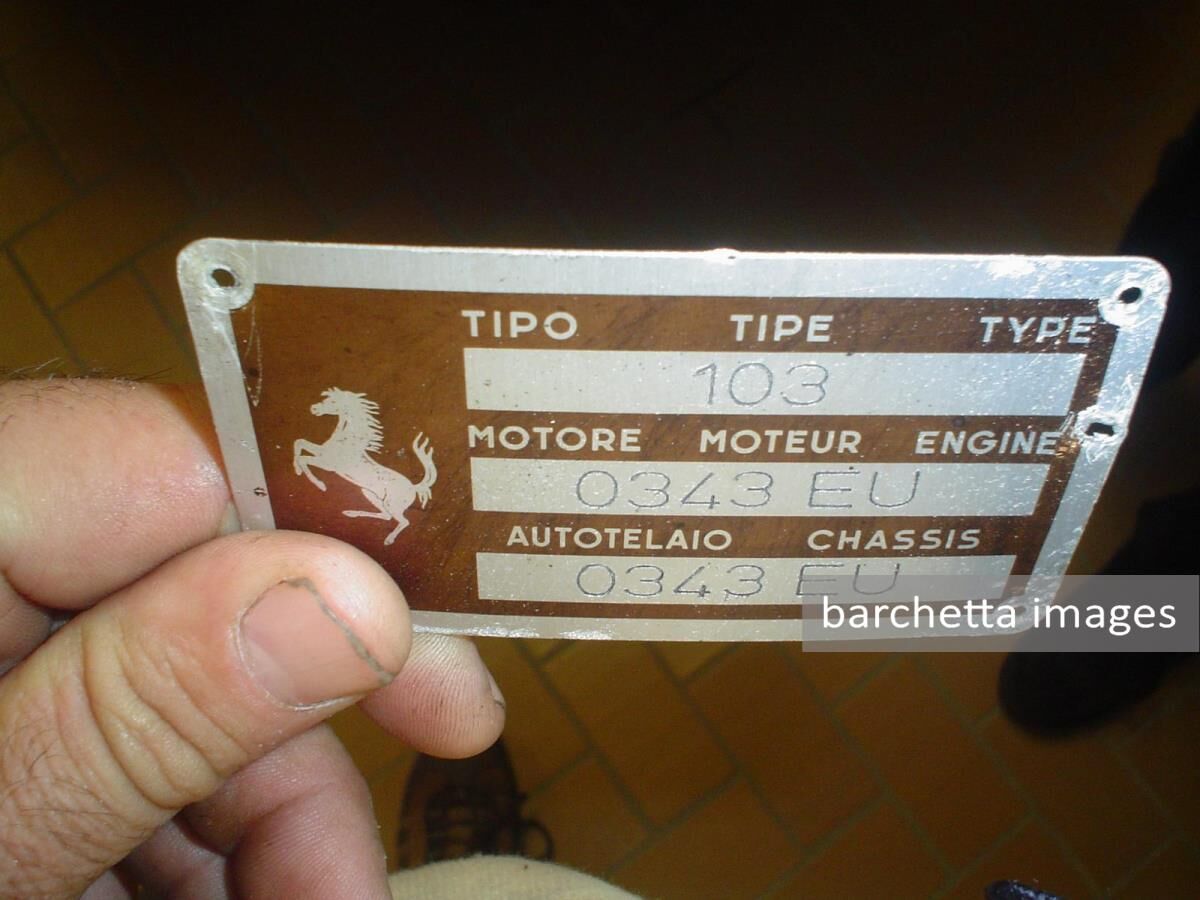 TIPO TIPE TYPE
103
MOTORE MOTEUR ENGINE
0343 EU
AUTOTELAIO CHASSIS
0343 EU
barchetta images